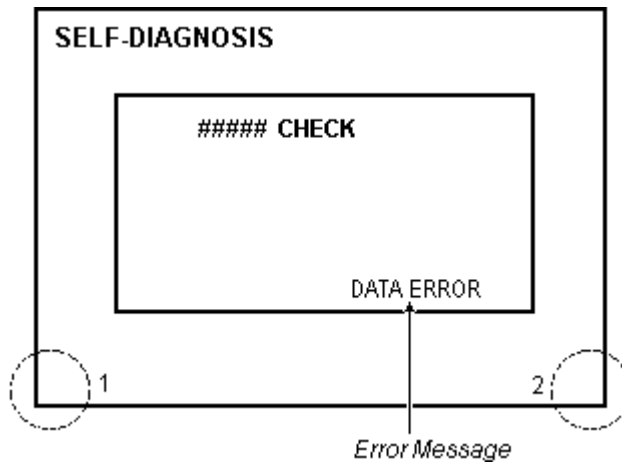 SELF-DIAGNOSIS
##### CHECK
DATA ERROR
1
2
Error Message